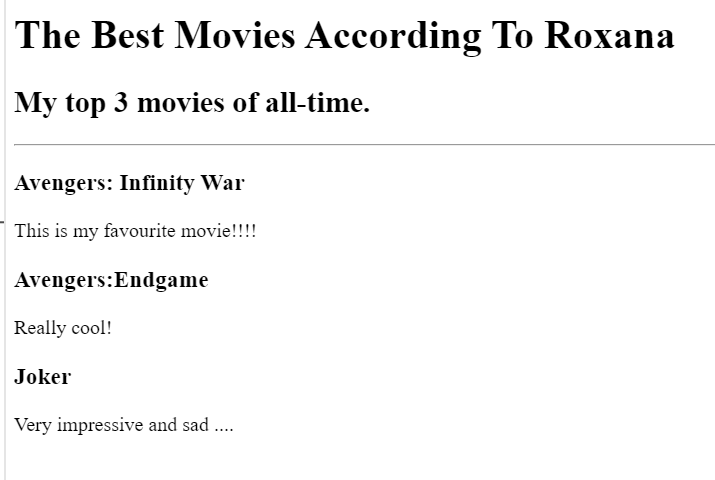 The Best Movies According To Roxana
My top 3 movies of all-time.
Avengers: Infinity War
This is my favourite movie!!!!
Avengers:Endgame
Really cool!
Joker
Very impressive and sad ....